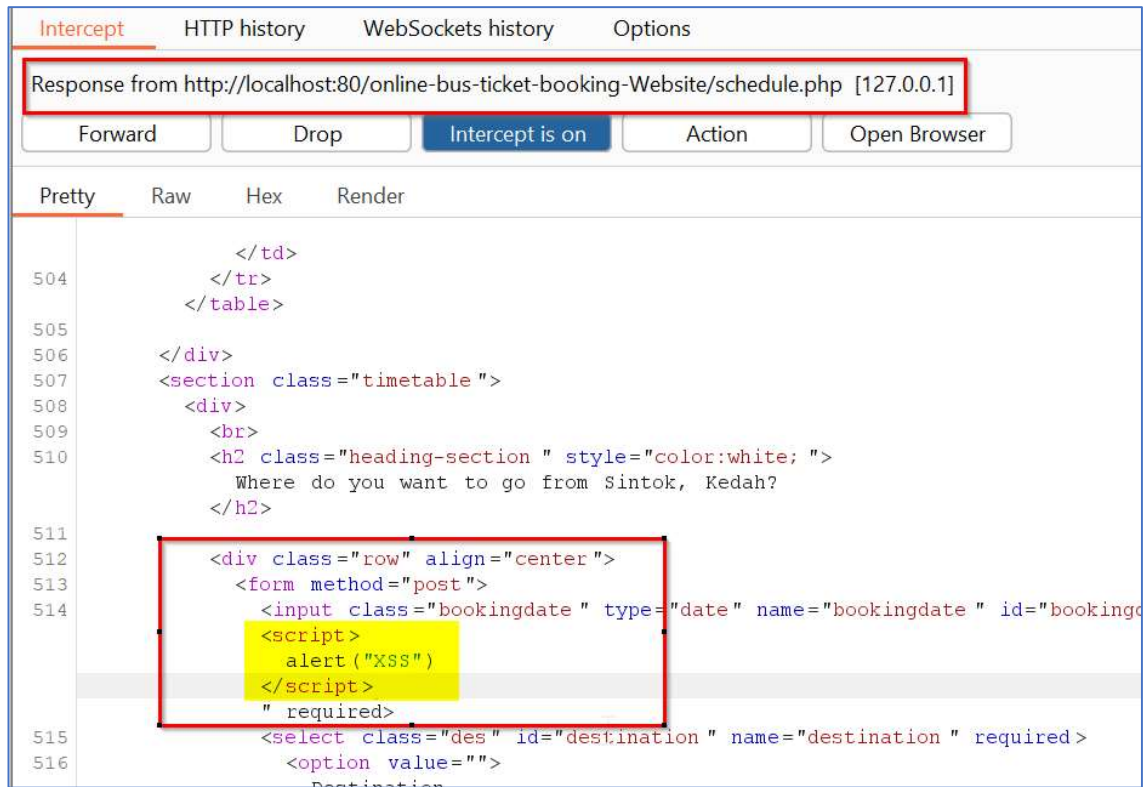 Intercept HTTP history WebSockets history Options
Response from http://localhost:80/online-bus-ticket-booking-Website/schedule.php [127.0.0.1]
Forward Drop Intercept is on Action Open Browser
Pretty Raw Hex Render
</td>
504 </tr>
</table>
505
506 </div>
507 <section class="timetable">
508 <div>
509 <br>
510 <h2 class="heading-section " style="color:white; ">
Where do you want to go from Sintok, Kedah?
</h2>
511
512 <div class="row" align="center">
513 <form method="post">
514 <input class="bookingdate" type="date" name="bookingdate" id="bookingd
<script>
alert("XSS")
</script>
" required>
515 <select class="des" id="destination" name="destination" required>
516 <option value="">
Destination